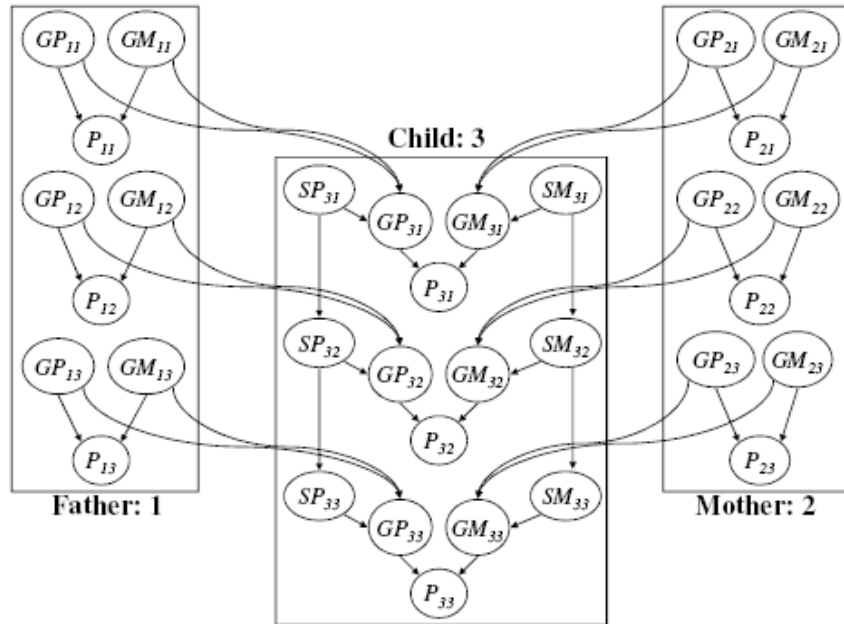 GP11 GM11 GP21 GM21
P11 P21
Child: 3
GP12 GM12 SP31 SM31 GP22 GM22
GP31 GM31
P12 P31 P22
GP13 GM13 SP32 SM32 GP23 GM23
GP32 GM32
P13 P32 P23
SP33 SM33
Father: 1 Mother: 2
GP33 GM33
P33